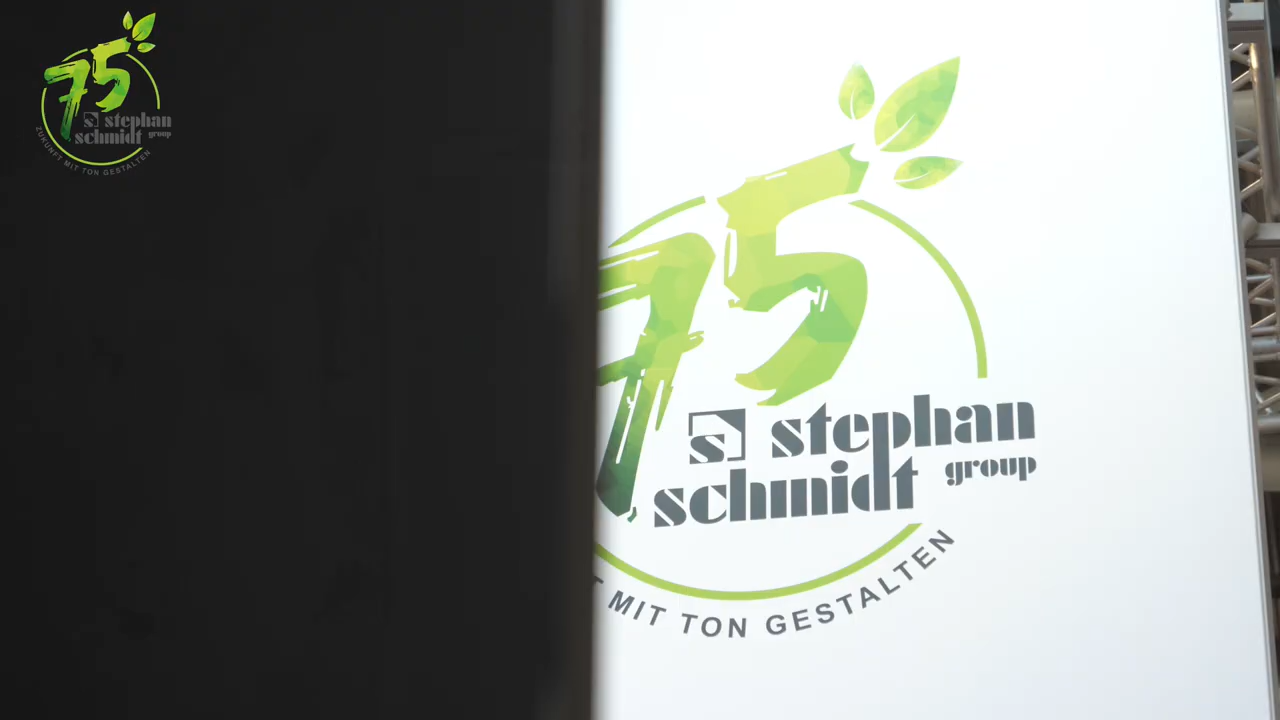 75
stephan
schmidt group
ZUKUNFT MIT TON GESTALTEN
75
s stephan
schmidt group
MIT TON GESTALTEN